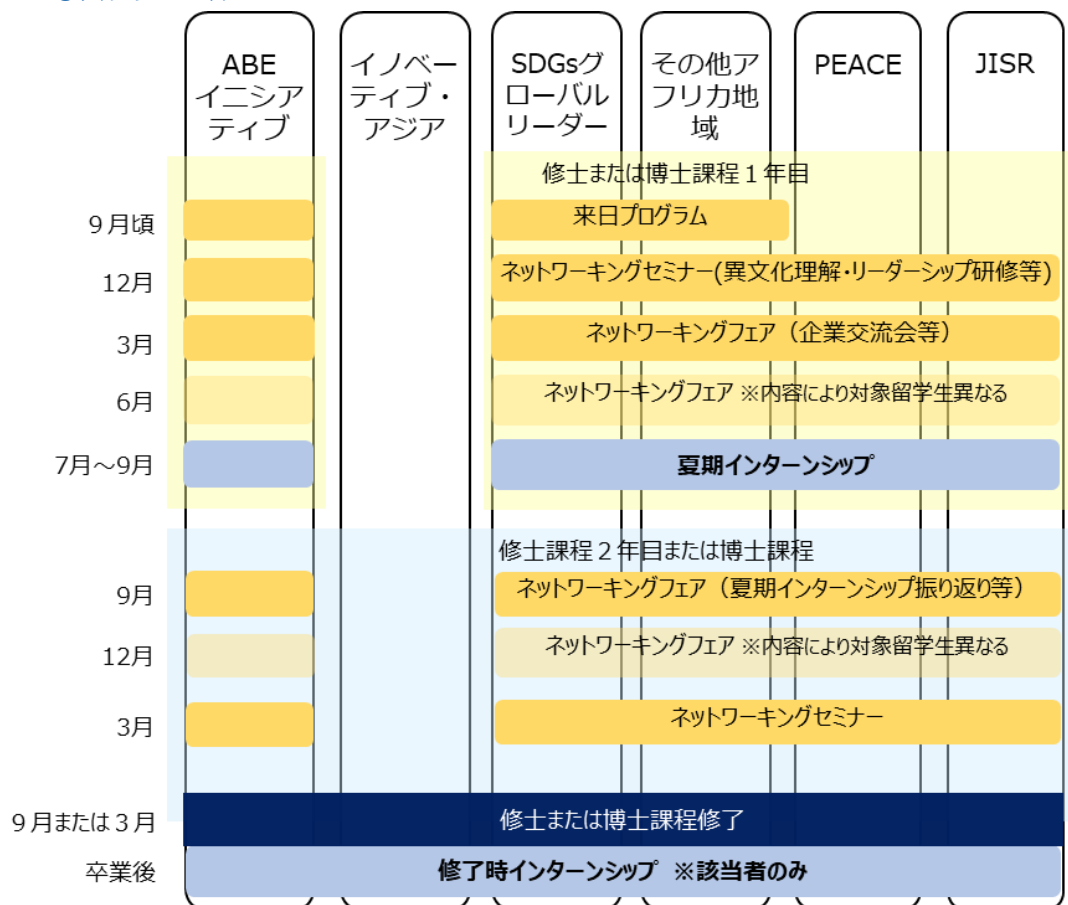 ABE
イニシア
ティブ
イノベー
ティブ・
アジア
SDGsグ
ローバル
リーダー
その他ア
フリカ地
域
PEACE
JISR
修士または博士課程１年目
９月頃
来日プログラム
12月
ネットワーキングセミナー(異文化理解・リーダーシップ研修等)
3月
ネットワーキングフェア（企業交流会等）
6月
ネットワーキングフェア ※内容により対象留学生異なる
7月～9月
夏期インターンシップ
修士課程２年目または博士課程
9月
ネットワーキングフェア（夏期インターンシップ振り返り等）
12月
ネットワーキングフェア ※内容により対象留学生異なる
3月
ネットワーキングセミナー
９月または３月
修士または博士課程修了
卒業後
修了時インターンシップ ※該当者のみ